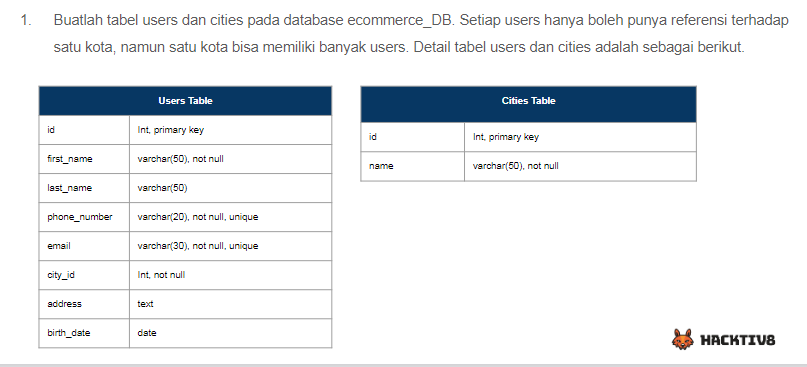 1. Buatlah tabel users dan cities pada database ecommerce_DB. Setiap users hanya boleh punya referensi terhadap
satu kota, namun satu kota bisa memiliki banyak users. Detail tabel users dan cities adalah sebagai berikut.
Users Table
id Int, primary key
first_name varchar(50), not null
last_name varchar(50)
phone_number varchar(20), not null, unique
email varchar(30), not null, unique
city_id Int, not null
address text
birth_date date
Cities Table
id Int, primary key
name varchar(50), not null
HACKTIV8